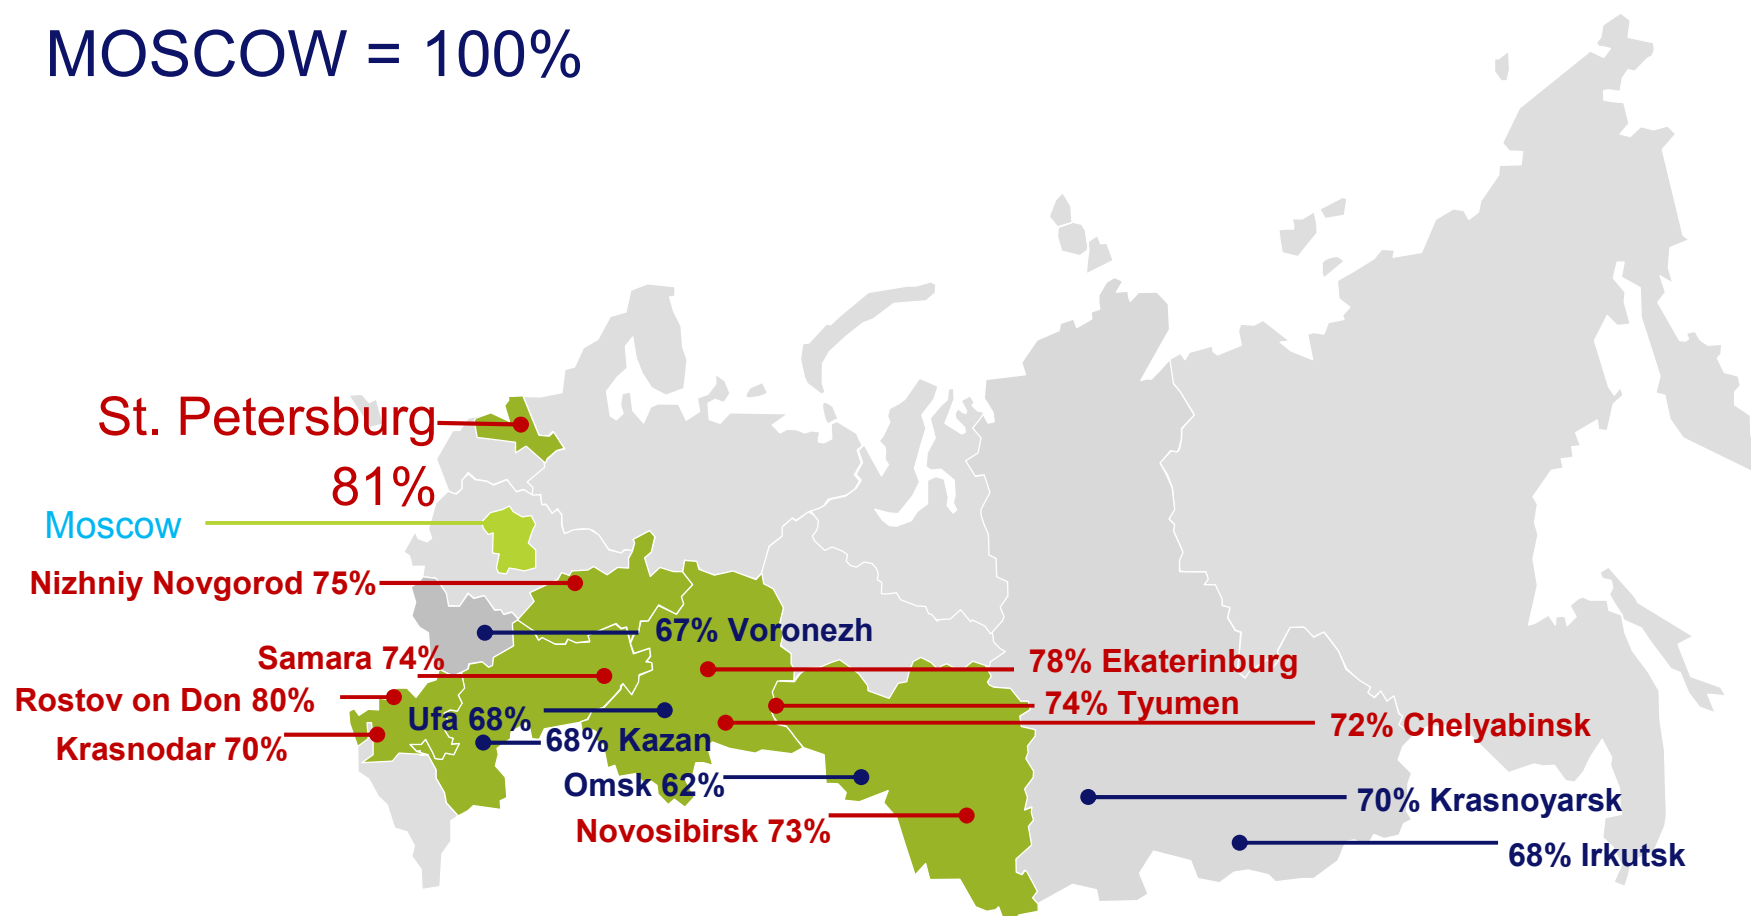 MOSCOW = 100%
St. Petersburg
81%
Moscow
Nizhniy Novgorod 75%
67% Voronezh
Samara 74%
78% Ekaterinburg
Rostov on Don 80%
74% Tyumen
Ufa 68%
72% Chelyabinsk
Krasnodar 70%
68% Kazan
Omsk 62%
70% Krasnoyarsk
Novosibirsk 73%
68% Irkutsk